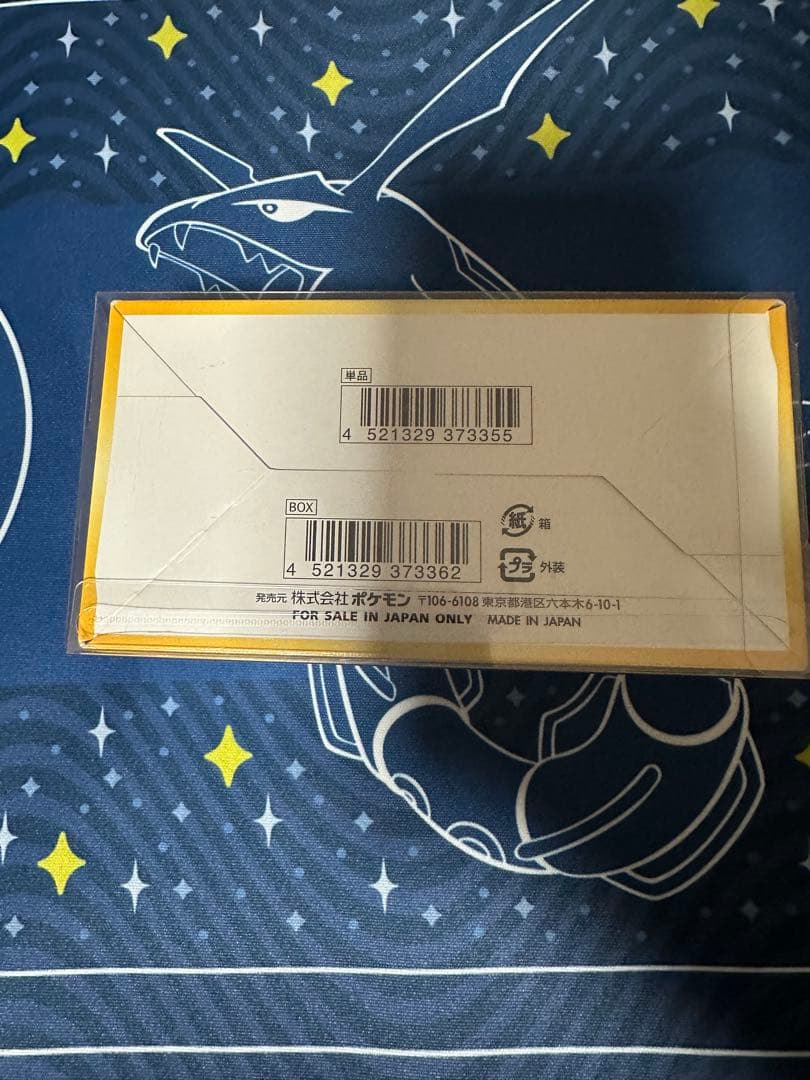 単品
4 521329 373355
BOX
4 521329 373362
紙 箱
プラ 外装
発売元 株式会社 ポケモン 〒106-6108 東京都港区六本木6-10-1
FOR SALE IN JAPAN ONLY MADE IN JAPAN